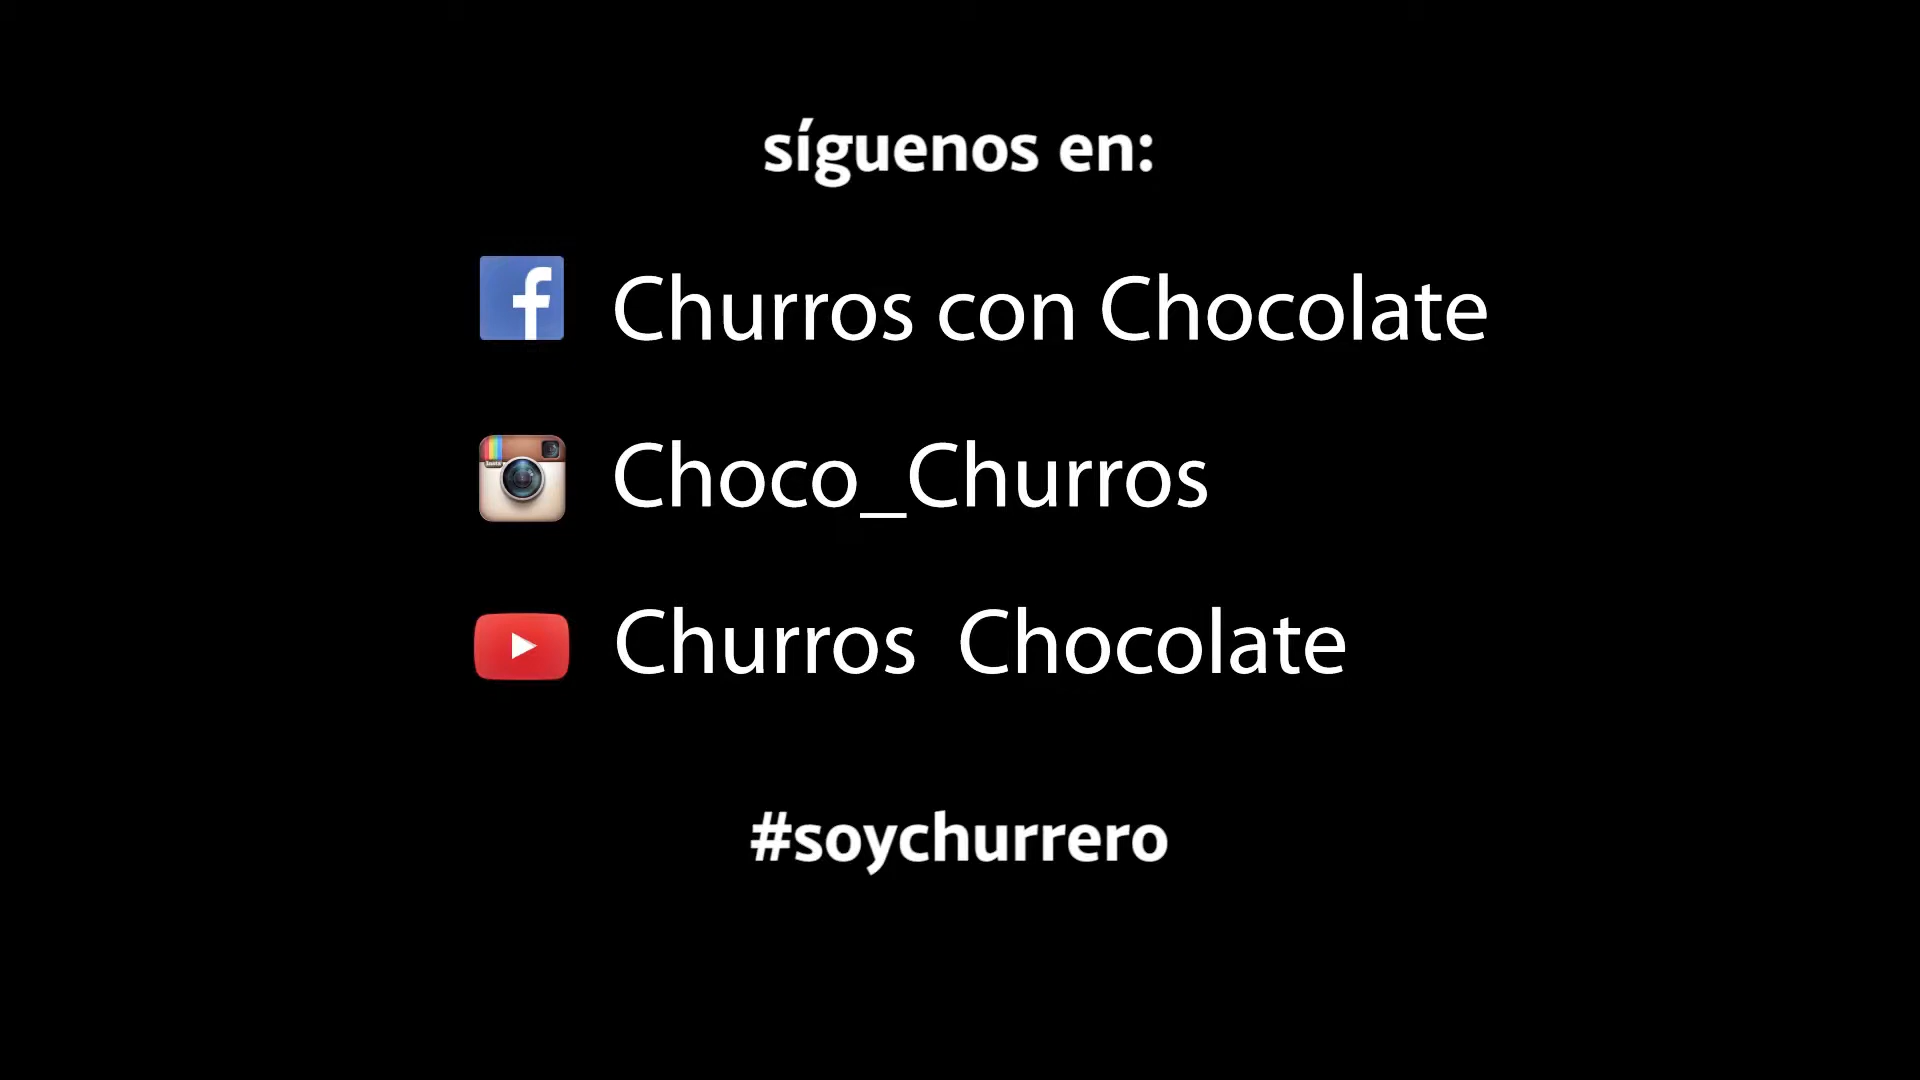 síguenos en:
Churros con Chocolate
Choco_Churros
Churros  Chocolate
#soychurrero